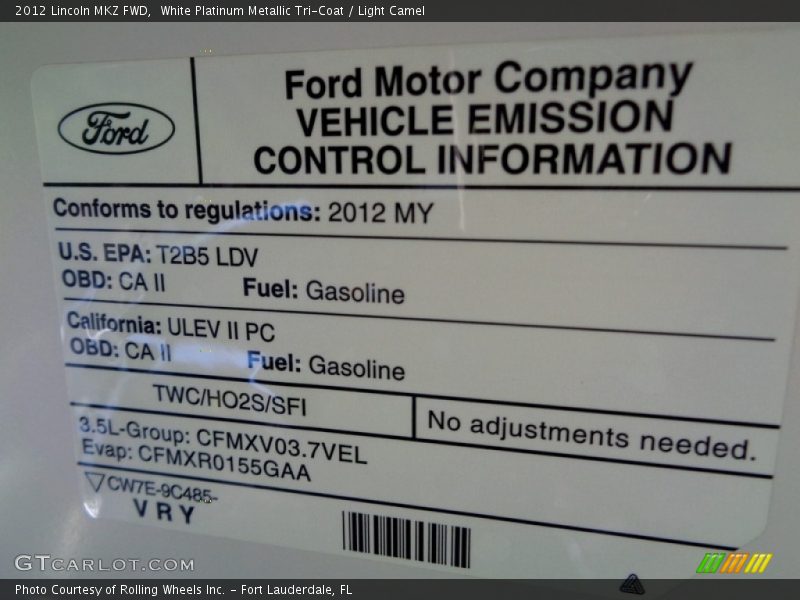 2012 Lincoln MKZ FWD, White Platinum Metallic Tri-Coat / Light Camel
Ford
Ford Motor Company
VEHICLE EMISSION
CONTROL INFORMATION
Conforms to regulations: 2012 MY
U.S. EPA: T2B5 LDV
OBD: CA II Fuel: Gasoline
California: ULEV II PC
OBD: CA II Fuel: Gasoline
TWC/HO2S/SFI
No adjustments needed.
3.5L-Group: CFMXV03.7VEL
Evap: CFMXR0155GAA
CW7E-9C485-
V R Y
GTCARLOT.COM
Photo Courtesy of Rolling Wheels Inc. – Fort Lauderdale, FL